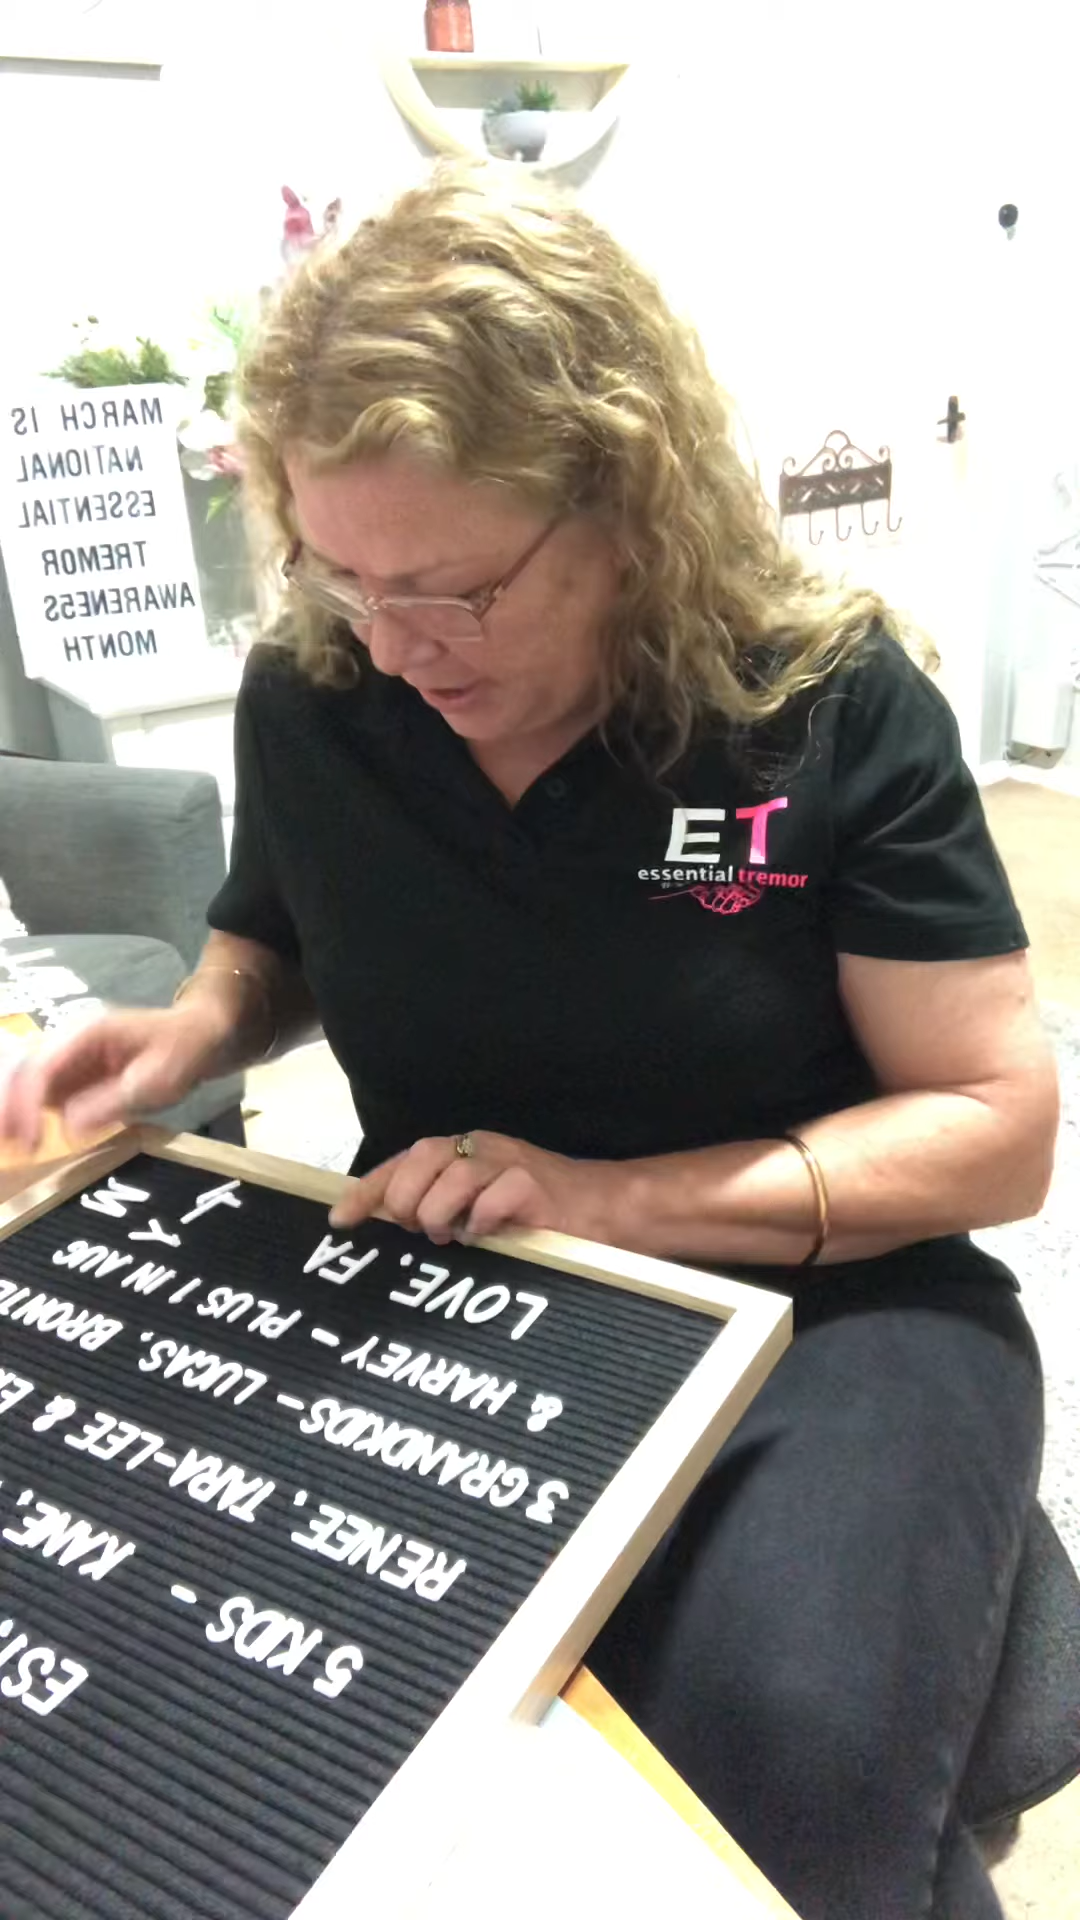 MARCH IS
NATIONAL
ESSENTIAL
TREMOR
AWARENESS
MONTH
ET
essential tremor
EST.
5 KIDS - KANE,
RENEE, TARA-LEE &
3 GRANDKIDS - LUCAS, BRONTE
& HARVEY - PLUS 1 IN AUG
LOVE, FA